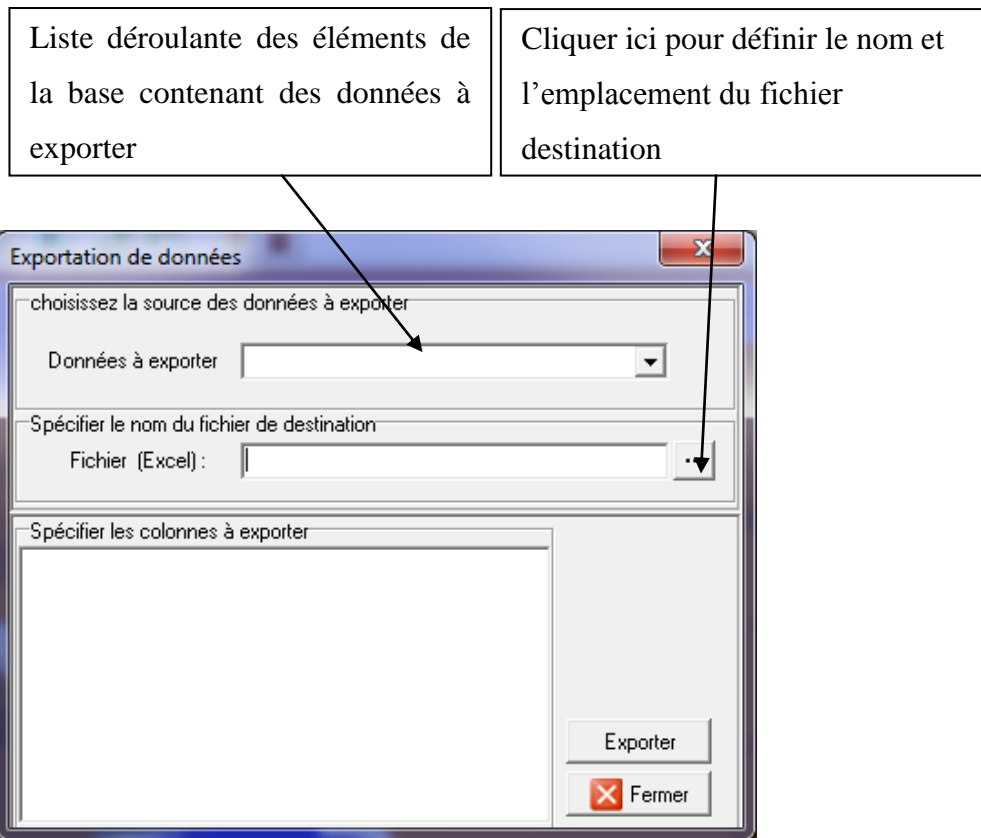 Liste déroulante des éléments de
la base contenant des données à
exporter
Cliquer ici pour définir le nom et
l’emplacement du fichier
destination
Exportation de données
choisissez la source des données à exporter
Données à exporter
Spécifier le nom du fichier de destination
Fichier (Excel) :
Spécifier les colonnes à exporter
Exporter
Fermer